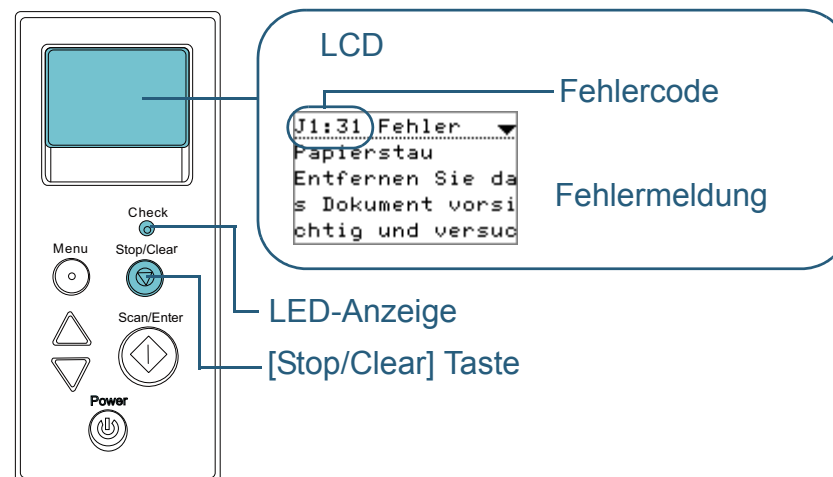 LCD
Fehlercode
J1:31 Fehler
Papierstau
Entfernen Sie da
s Dokument vorsi
chtig und versuc
Fehlermeldung
Check
Menu
Stop/Clear
LED-Anzeige
Scan/Enter
[Stop/Clear] Taste
Power